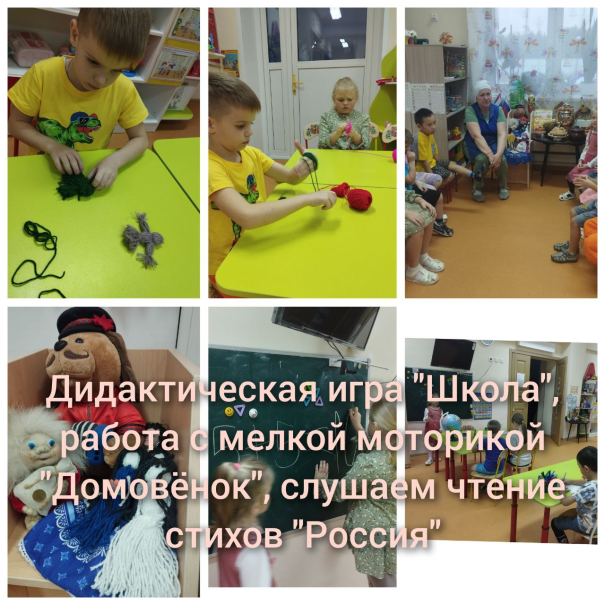 Дидактическая игра "Школа",
работа с мелкой моторикой
"Домовёнок", слушаем чтение
стихов "Россия"